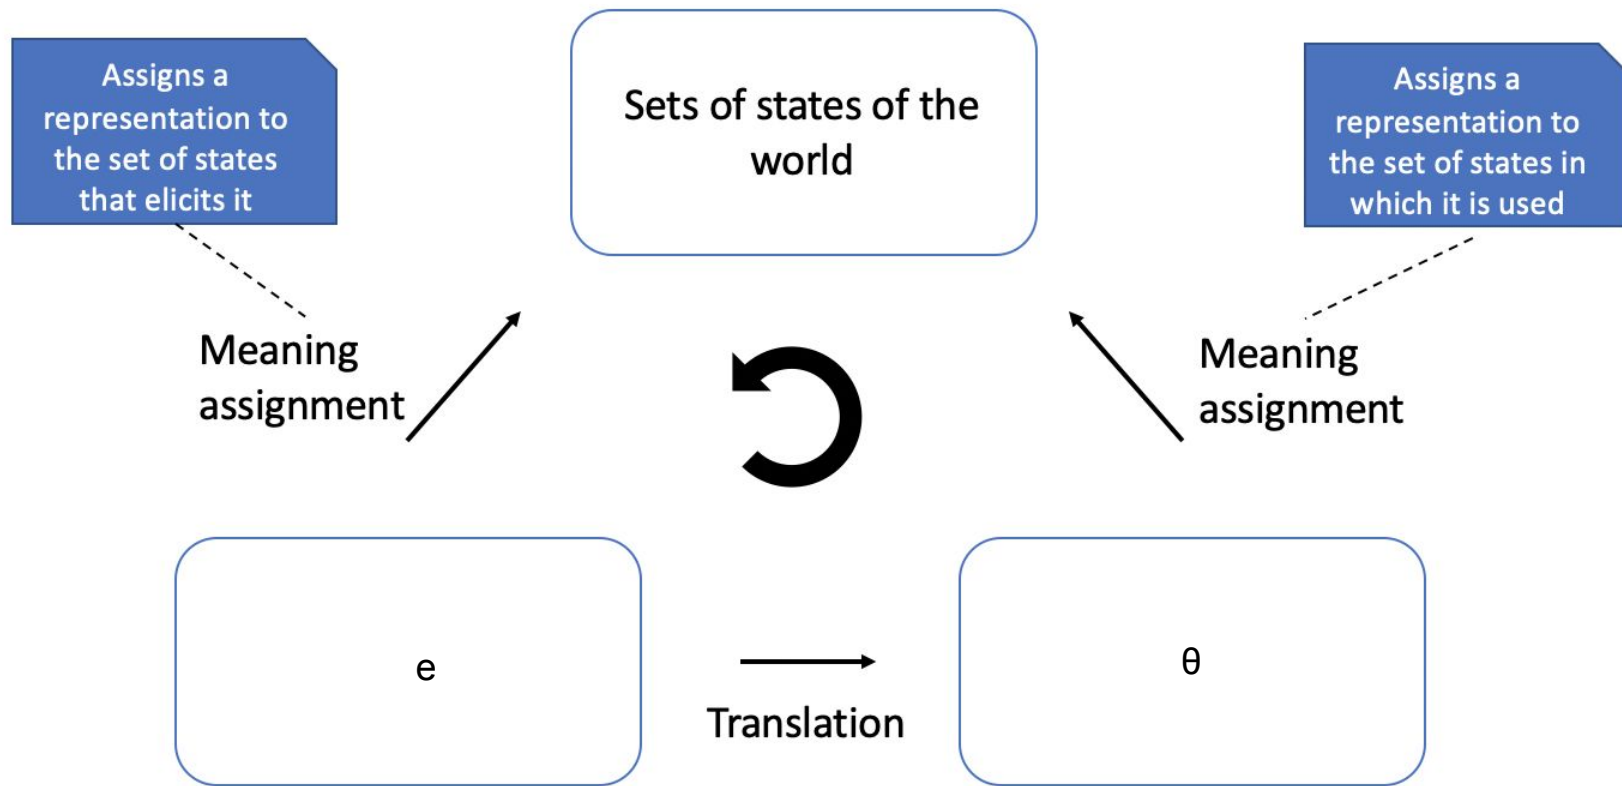 Assigns a
representation to
the set of states
that elicits it
Sets of states of the
world
Assigns a
representation to
the set of states in
which it is used
Meaning
assignment
Meaning
assignment
e
Translation
θ